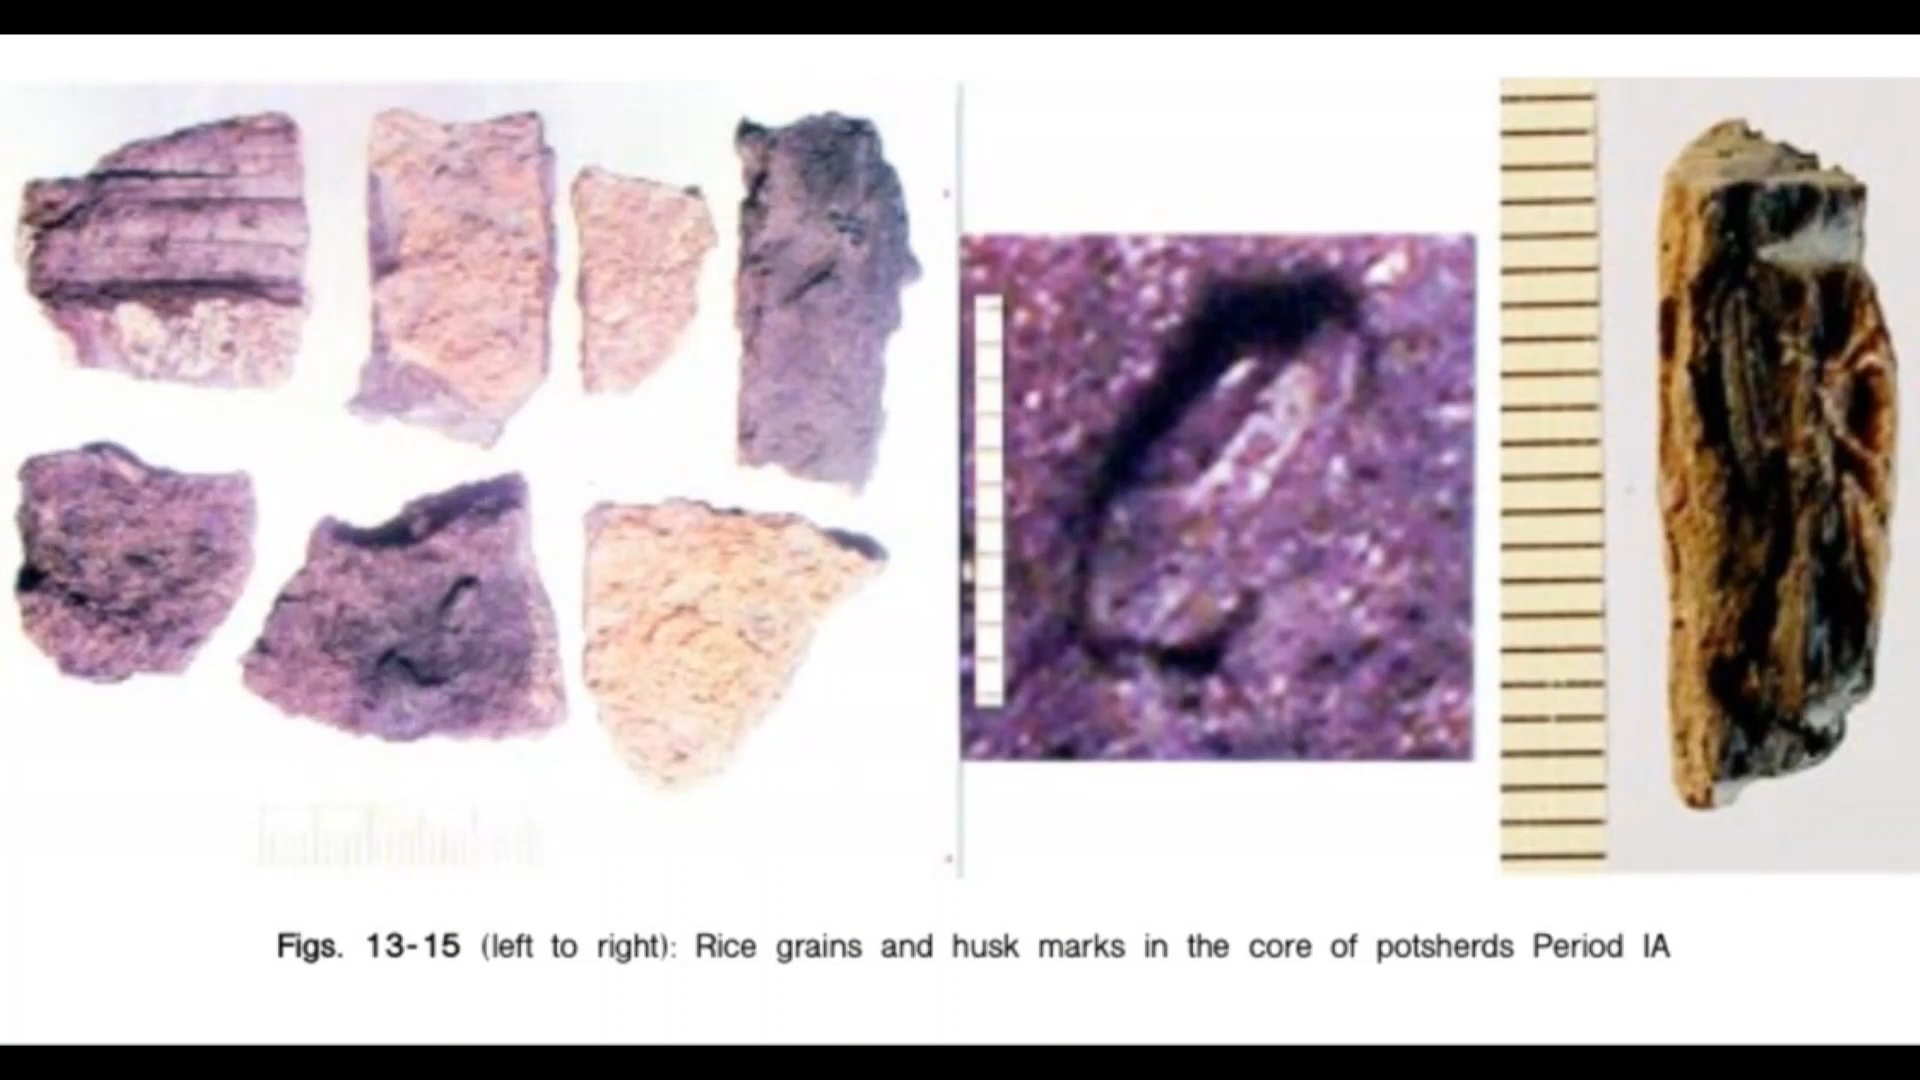 Figs. 13-15 (left to right): Rice grains and husk marks in the core of potsherds Period IA